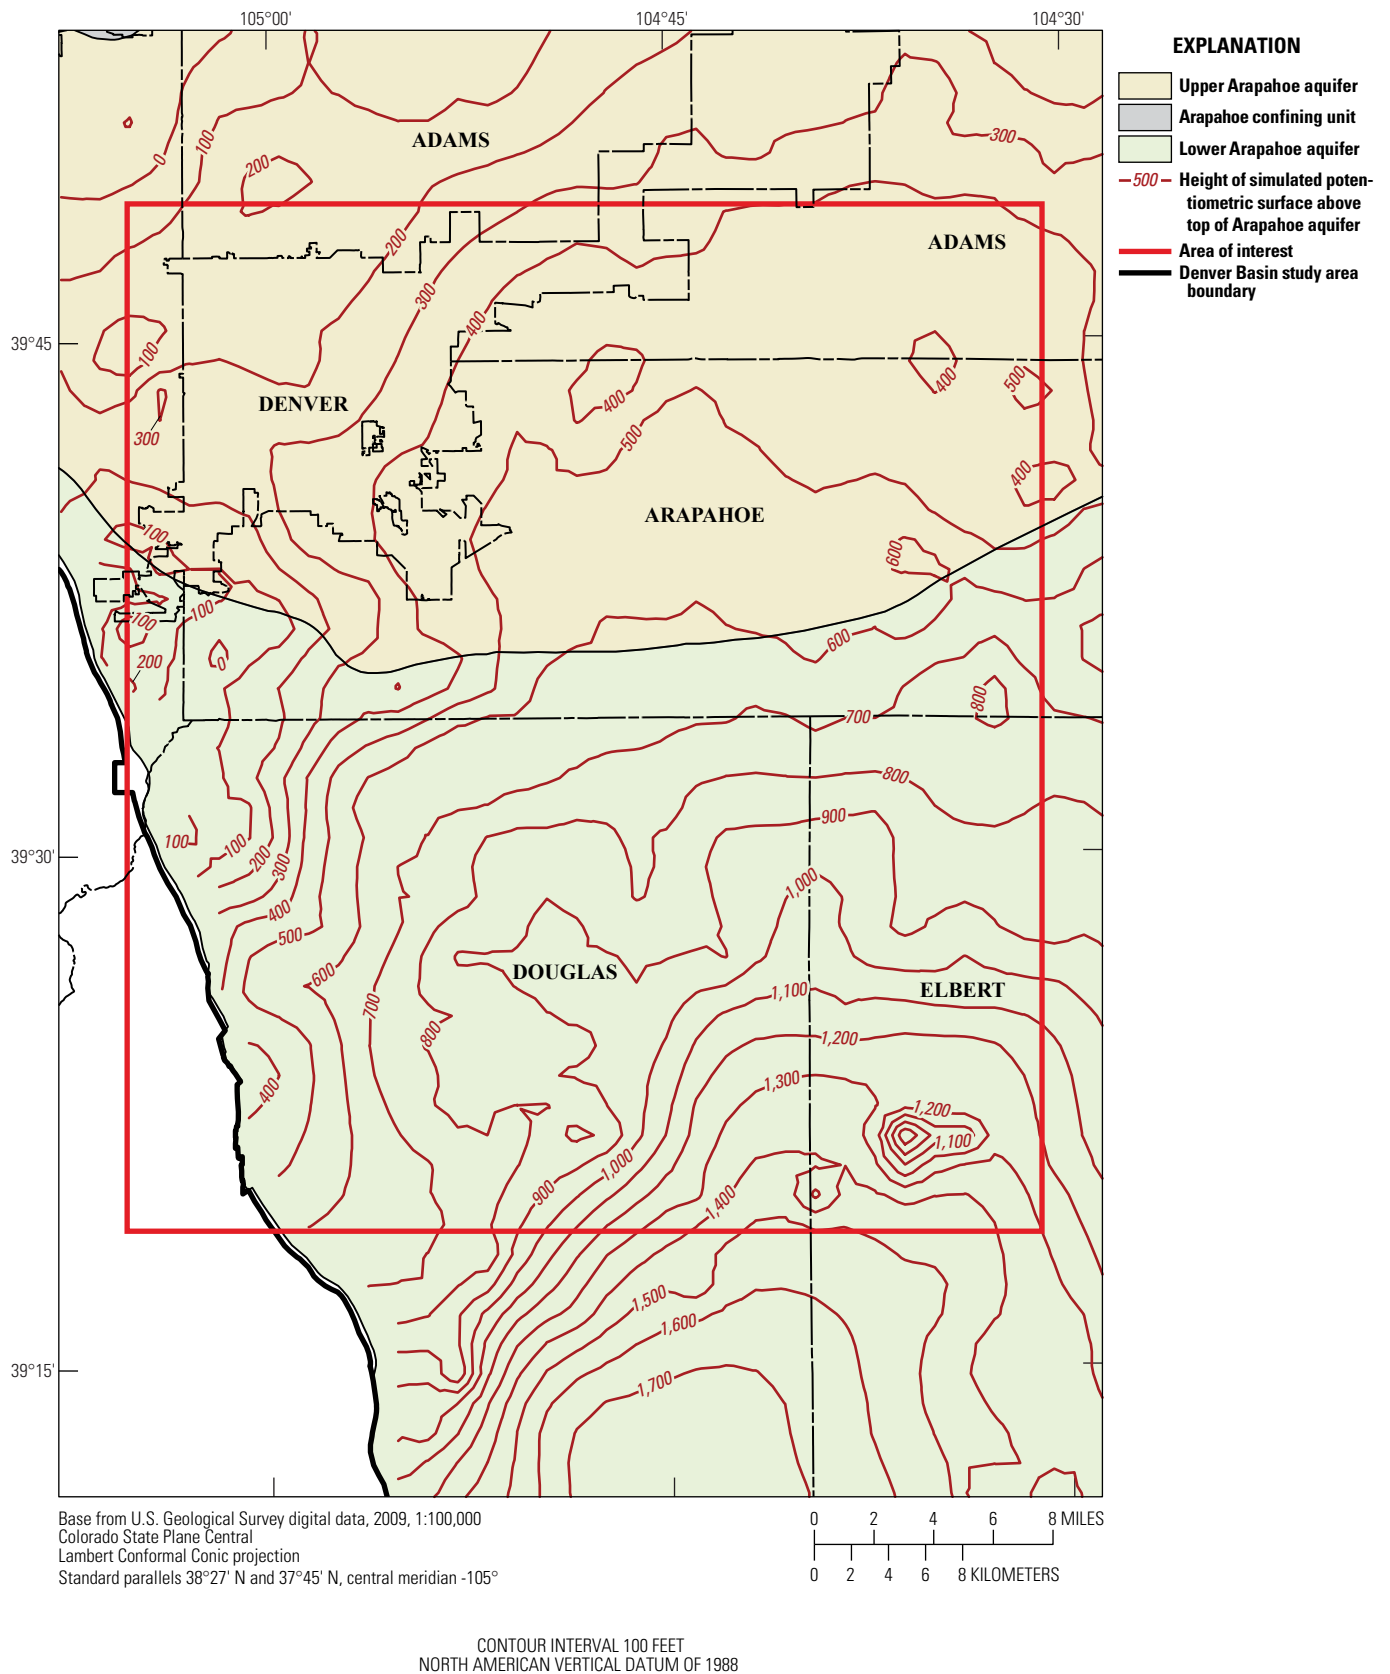 105°00'
104°45'
104°30'
EXPLANATION
Upper Arapahoe aquifer
Arapahoe confining unit
Lower Arapahoe aquifer
500
Height of simulated poten-
tiometric surface above
top of Arapahoe aquifer
Area of interest
Denver Basin study area
boundary
ADAMS
0
100
200
300
ADAMS
200
300
400
39°45'
100
400
400
500
DENVER
300
500
400
ARAPAHOE
100
600
100
100
200
0
600
800
700
800
900
39°30'
100
100
200
300
400
500
600
700
800
1,000
DOUGLAS
ELBERT
1,100
1,200
1,300
400
1,200
1,100
900
1,000
1,400
1,500
1,600
1,700
39°15'
Base from U.S. Geological Survey digital data, 2009, 1:100,000
Colorado State Plane Central
Lambert Conformal Conic projection
Standard parallels 38°27' N and 37°45' N, central meridian -105°
0 2 4 6 8 MILES
0 2 4 6 8 KILOMETERS
CONTOUR INTERVAL 100 FEET
NORTH AMERICAN VERTICAL DATUM OF 1988